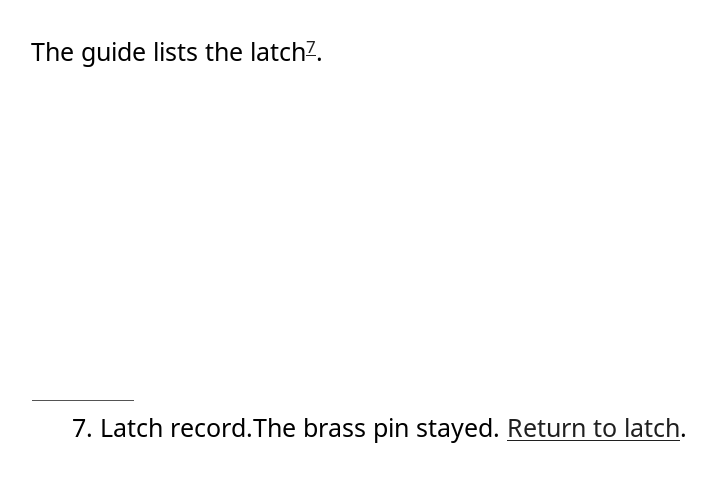 The guide lists the latch7.
7. Latch record.The brass pin stayed. Return to latch.